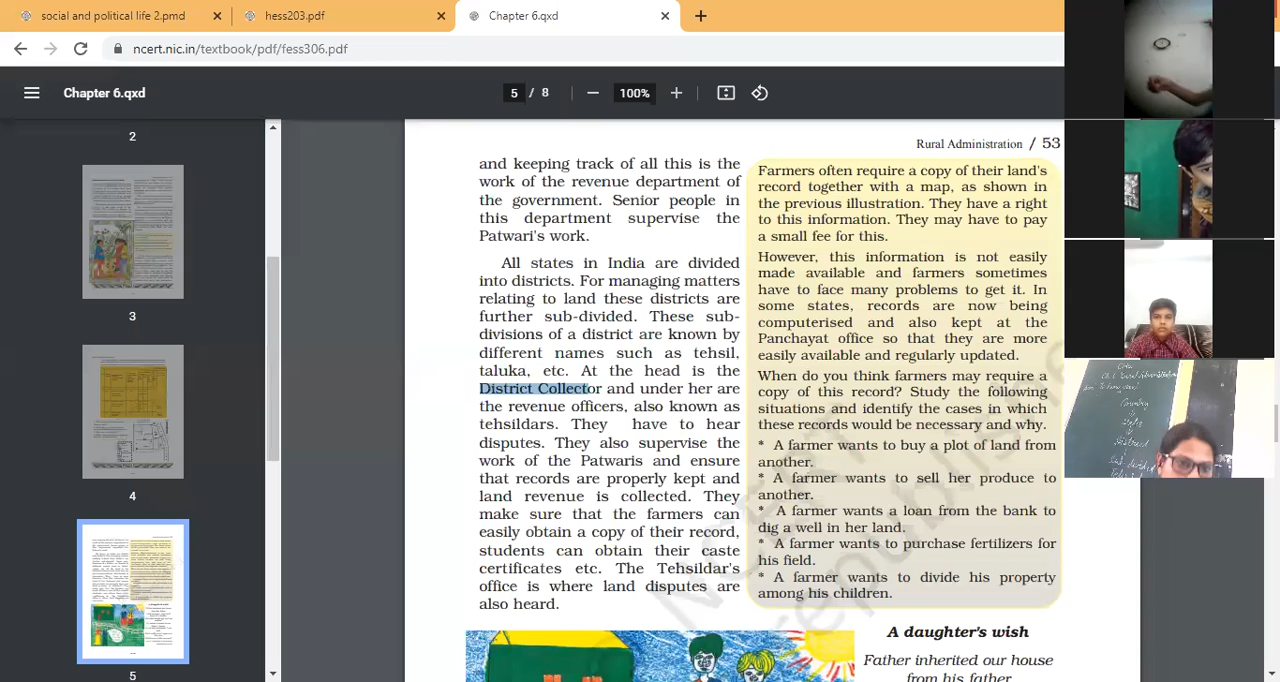 social and political life 2.pmd
hess203.pdf
Chapter 6.qxd
ncert.nic.in/textbook/pdf/fess306.pdf
Chapter 6.qxd
5 / 8
100%
2
3
4
5
Rural Administration / 53
and keeping track of all this is the
work of the revenue department of
the government. Senior people in
this department supervise the
Patwari's work.
All states in India are divided
into districts. For managing matters
relating to land these districts are
further sub-divided. These sub-
divisions of a district are known by
different names such as tehsil,
taluka, etc. At the head is the
District Collector and under her are
the revenue officers, also known as
tehsildars. They have to hear
disputes. They also supervise the
work of the Patwaris and ensure
that records are properly kept and
land revenue is collected. They
make sure that the farmers can
easily obtain a copy of their record,
students can obtain their caste
certificates etc. The Tehsildar's
office is where land disputes are
also heard.
Farmers often require a copy of their land's
record together with a map, as shown in
the previous illustration. They have a right
to this information. They may have to pay
a small fee for this.
However, this information is not easily
made available and farmers sometimes
have to face many problems to get it. In
some states, records are now being
computerised and also kept at the
Panchayat office so that they are more
easily available and regularly updated.
When do you think farmers may require a
copy of this record? Study the following
situations and identify the cases in which
these records would be necessary and why.
* A farmer wants to buy a plot of land from
another.
* A farmer wants to sell her produce to
another.
* A farmer wants a loan from the bank to
dig a well in her land.
* A farmer wants to purchase fertilizers for
his field.
* A farmer wants to divide his property
among his children.
A daughter's wish
Father inherited our house
from his father